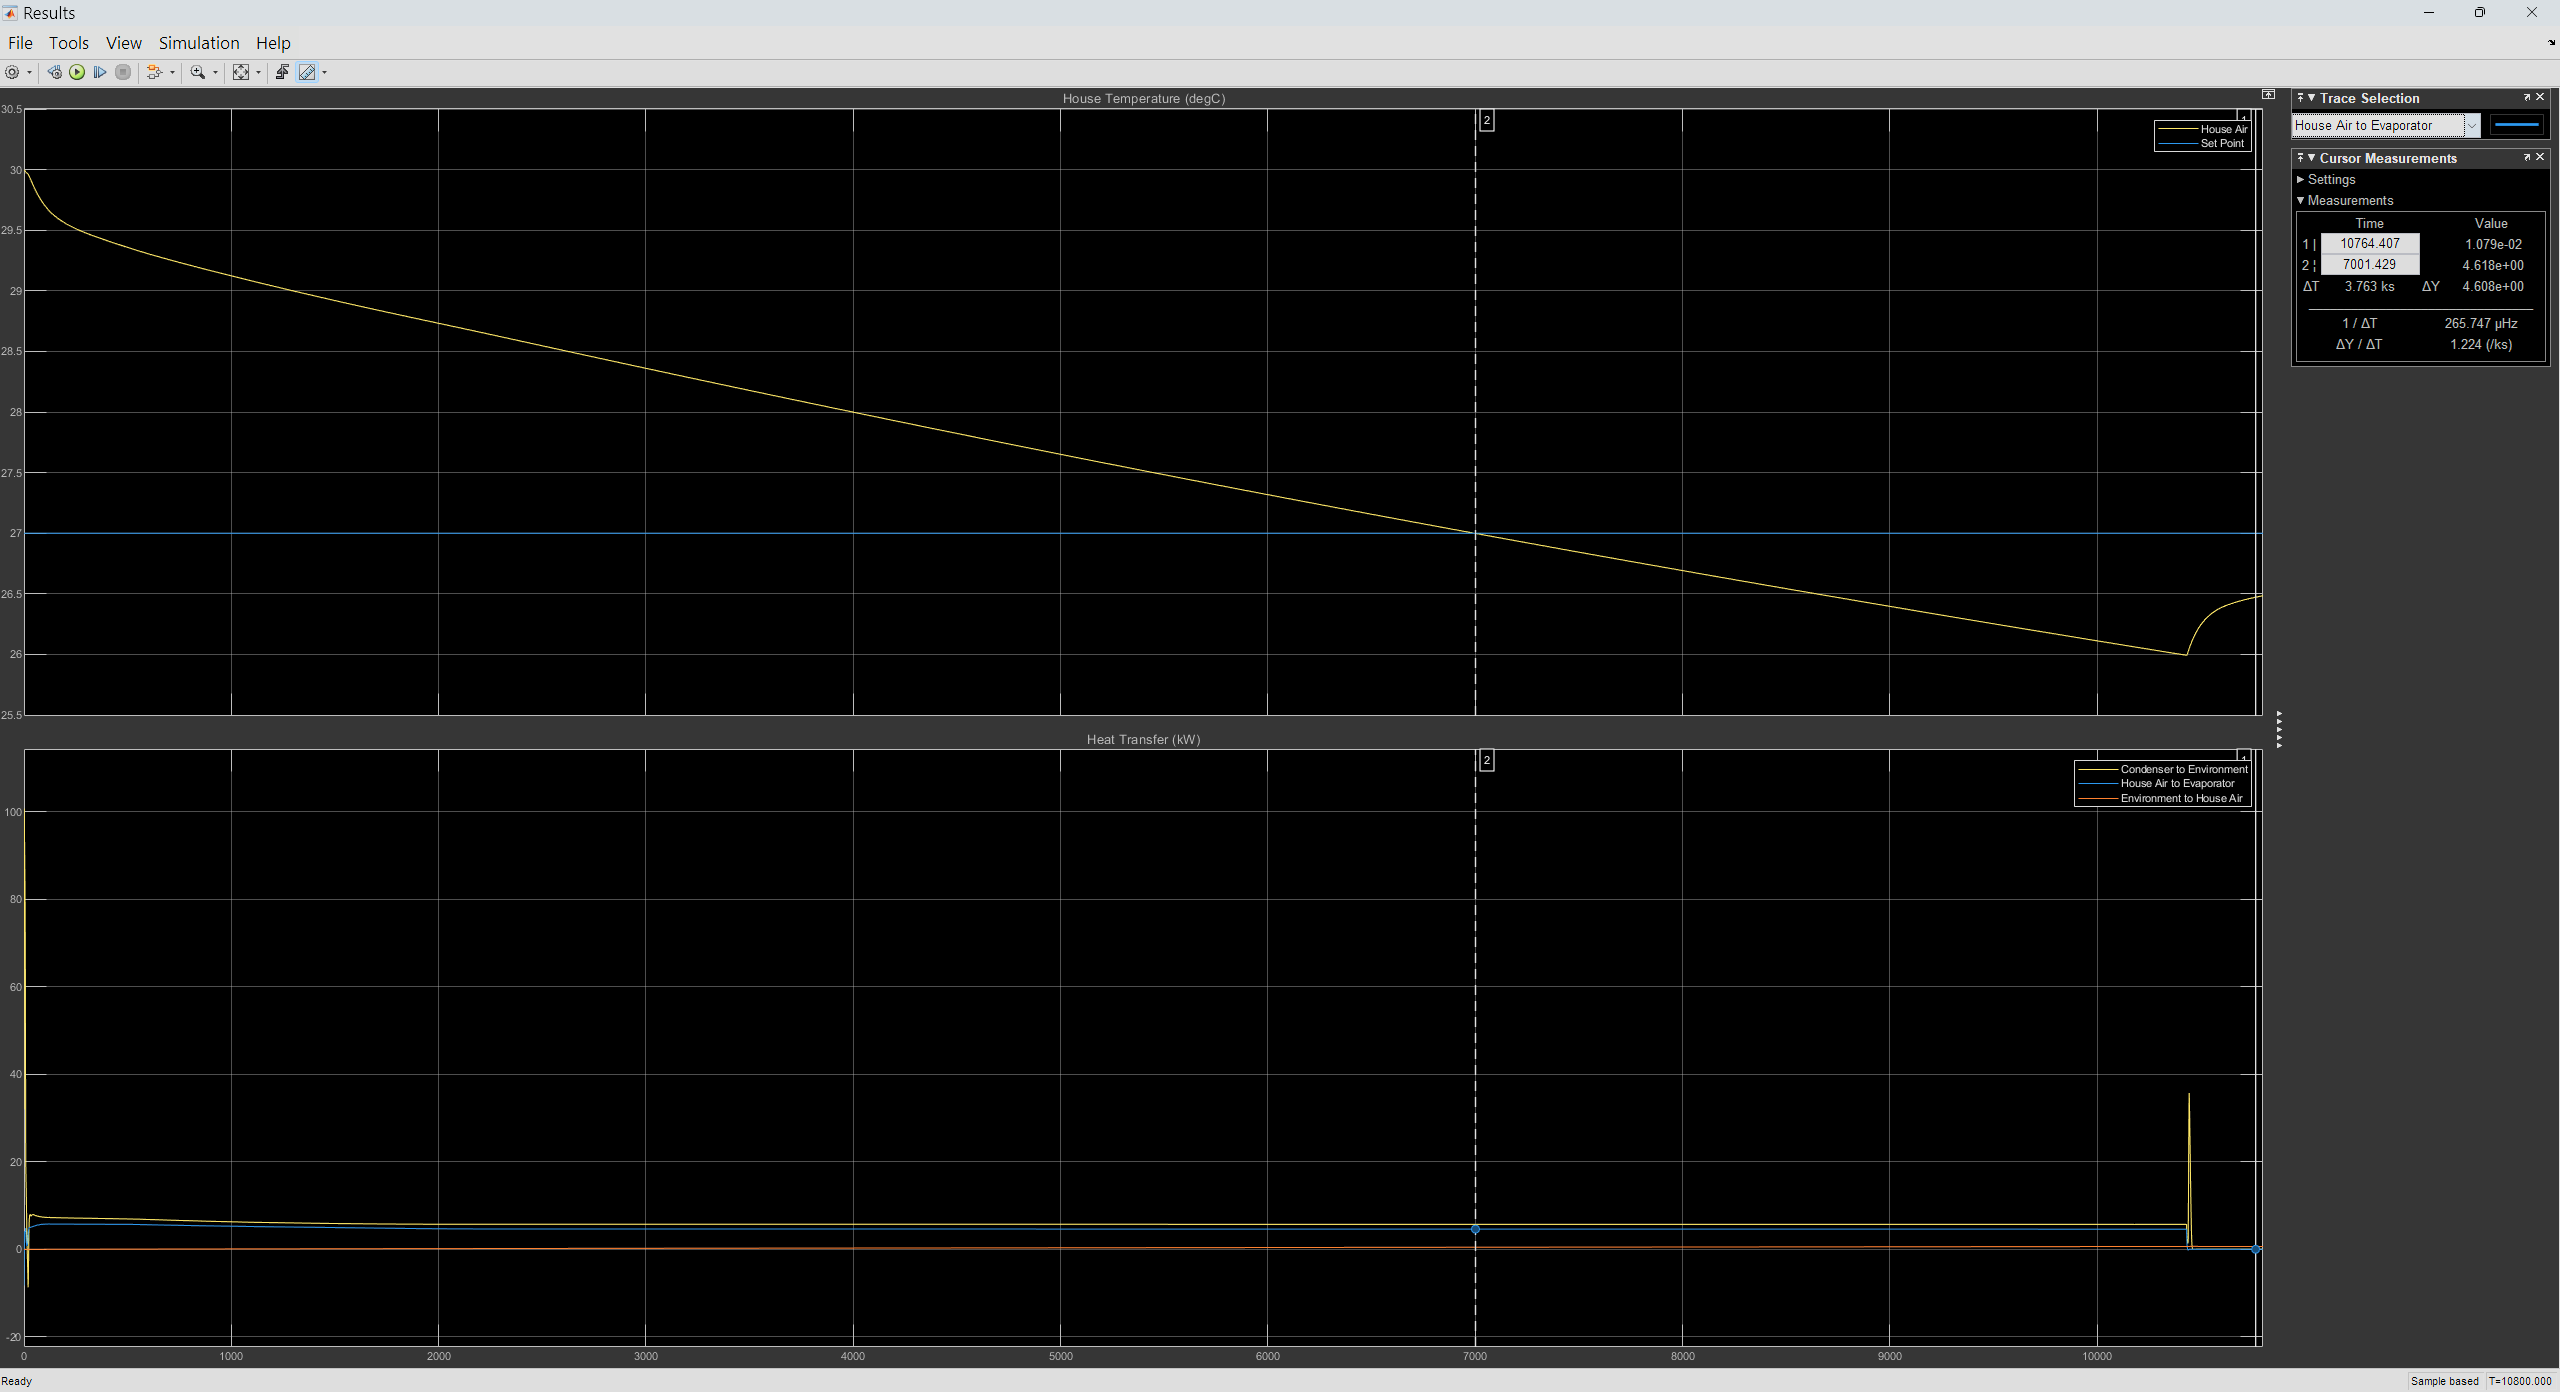 Results
File Tools View Simulation Help
House Temperature (degC)
30.5
30
29.5
29
28.5
28
27.5
27
26.5
26
25.5
2
1
House Air
Set Point
Heat Transfer (kW)
100
80
60
40
20
0
-20
2
1
Condenser to Environment
House Air to Evaporator
Environment to House Air
0 1000 2000 3000 4000 5000 6000 7000 8000 9000 10000
Trace Selection
House Air to Evaporator
Cursor Measurements
Settings
Measurements
Time Value
1 | 10764.407 1.079e-02
2 ¦ 7001.429 4.618e+00
ΔT 3.763 ks ΔY 4.608e+00
1 / ΔT 265.747 µHz
ΔY / ΔT 1.224 (/ks)
Ready
Sample based T=10800.000